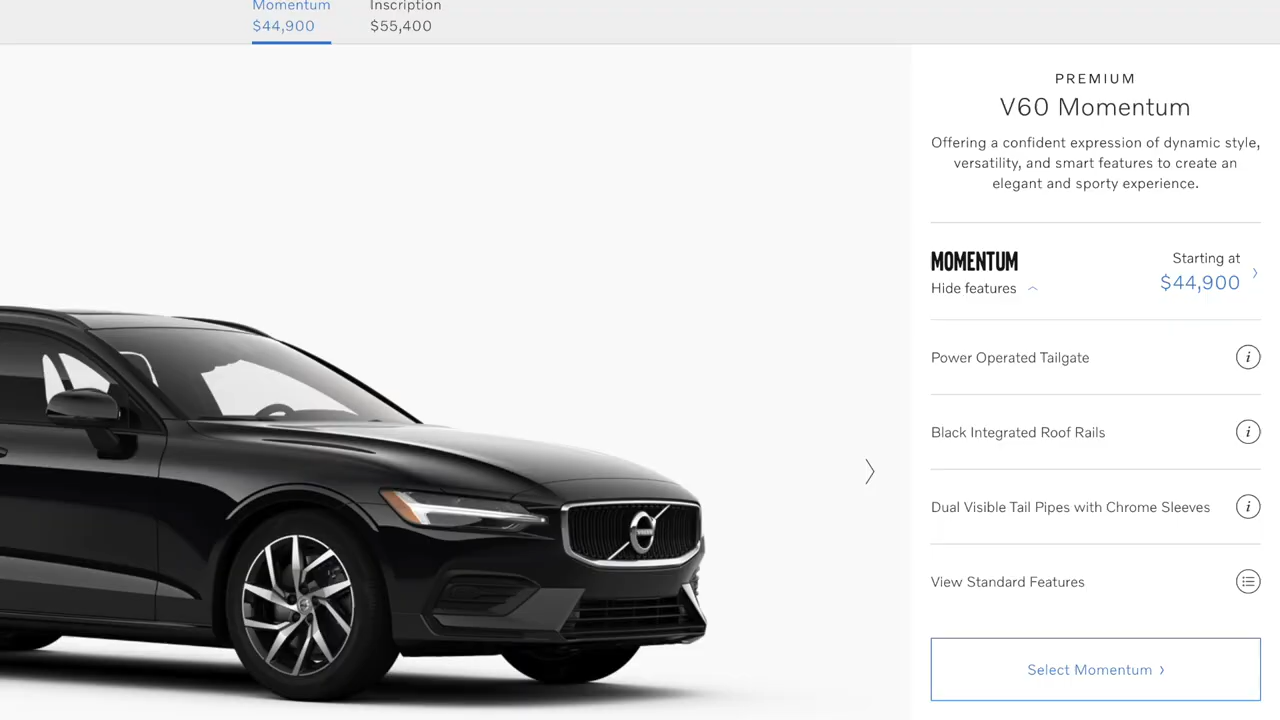 Momentum
$44,900
Inscription
$55,400
PREMIUM
V60 Momentum
Offering a confident expression of dynamic style,
versatility, and smart features to create an
elegant and sporty experience.
MOMENTUM
Hide features
Starting at
$44,900
Power Operated Tailgate
Black Integrated Roof Rails
Dual Visible Tail Pipes with Chrome Sleeves
View Standard Features
Select Momentum